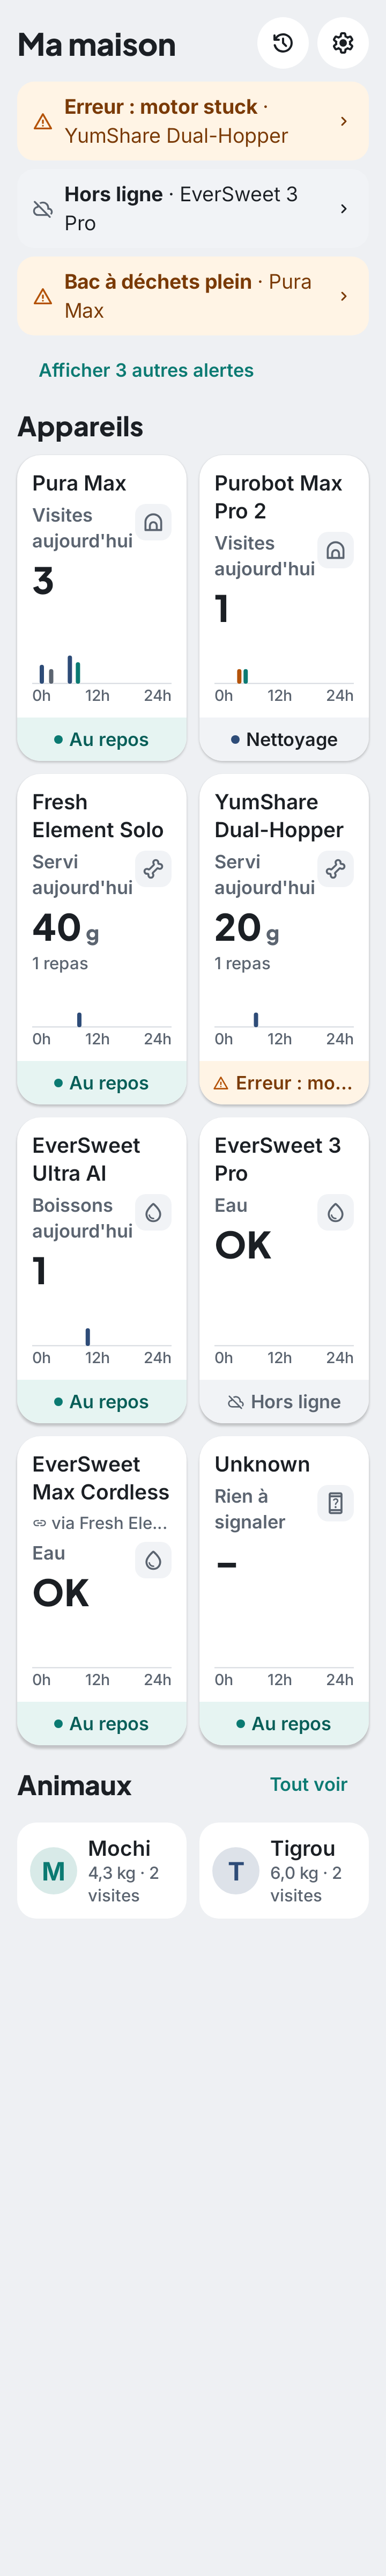 Ma maison
Erreur : motor stuck ·
YumShare Dual-Hopper
Hors ligne · EverSweet 3
Pro
Bac à déchets plein · Pura
Max
Afficher 3 autres alertes
Appareils
Pura Max
Visites
aujourd'hui
3
0h 12h 24h
Au repos
Purobot Max
Pro 2
Visites
aujourd'hui
1
0h 12h 24h
Nettoyage
Fresh
Element Solo
Servi
aujourd'hui
40 g
1 repas
0h 12h 24h
Au repos
YumShare
Dual-Hopper
Servi
aujourd'hui
20 g
1 repas
0h 12h 24h
Erreur : mo...
EverSweet
Ultra AI
Boissons
aujourd'hui
1
0h 12h 24h
Au repos
EverSweet 3
Pro
Eau
OK
0h 12h 24h
Hors ligne
EverSweet
Max Cordless
via Fresh Ele...
Eau
OK
0h 12h 24h
Au repos
Unknown
Rien à
signaler
–
0h 12h 24h
Au repos
Animaux
Tout voir
M
Mochi
4,3 kg · 2
visites
T
Tigrou
6,0 kg · 2
visites